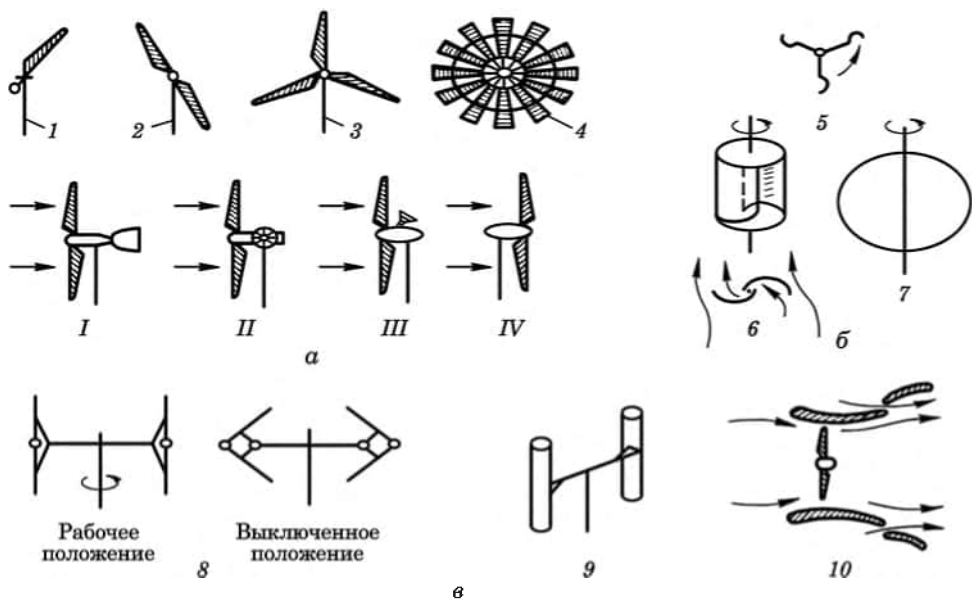 1
2
3
4
5
I
II
III
IV
а
6
7
б
Рабочее
положение
Выключенное
положение
8
9
10
в